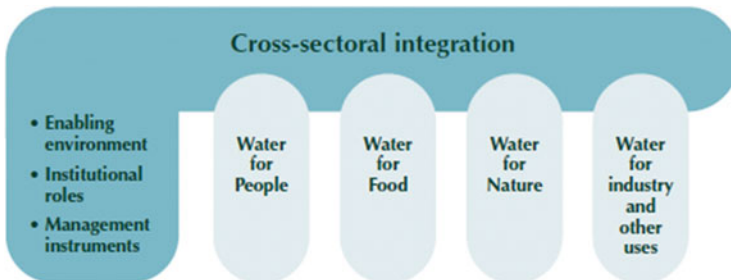 Cross-sectoral integration
• Enabling
environment
• Institutional
roles
• Management
instruments
Water
for
People
Water
for
Food
Water
for
Nature
Water
for
industry
and
other
uses